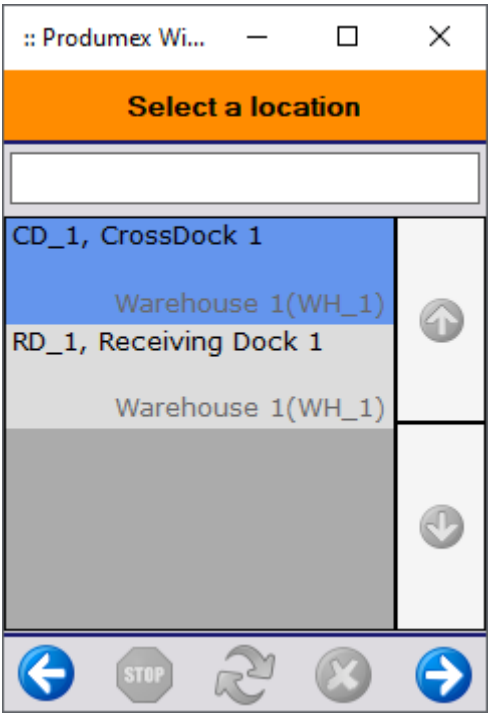 :: Produmex Wi...
Select a location
CD_1, CrossDock 1
Warehouse 1(WH_1)
RD_1, Receiving Dock 1
Warehouse 1(WH_1)
STOP